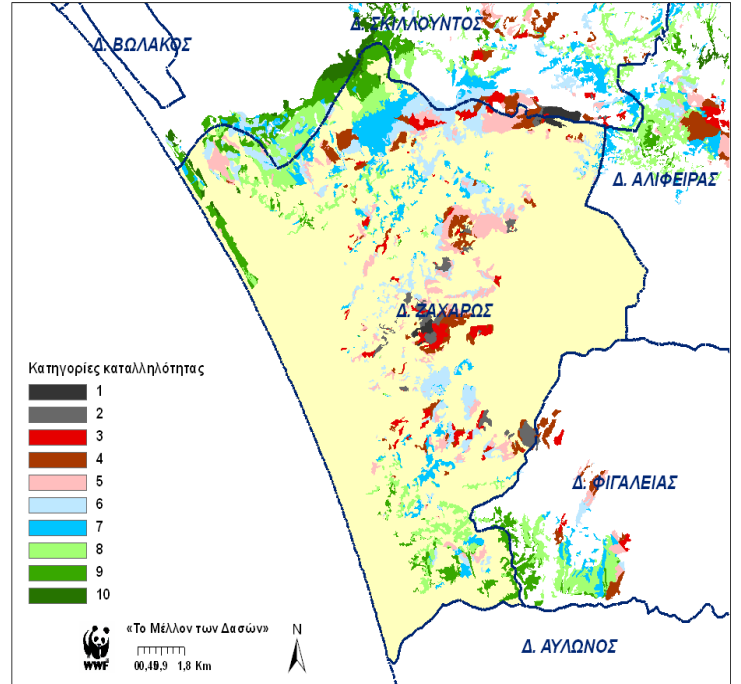 Δ. ΣΚΙΛΛΟΥΝΤΟΣ
Δ. ΒΩΛΑΚΟΣ
Δ. ΑΛΙΦΕΙΡΑΣ
Δ. ΖΑΧΑΡΩΣ
Κατηγορίες καταλληλότητας
1
2
3
4
5
6
7
8
9
10
Δ. ΦΙΓΑΛΕΙΑΣ
«Το Μέλλον των Δασών»
N
WWF
1,8 Km
Δ. ΑΥΛΩΝΟΣ